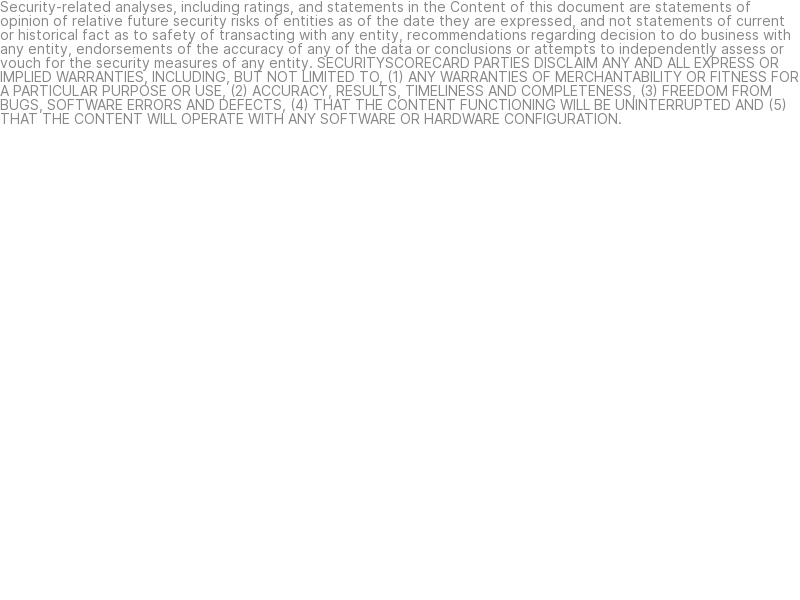 Security-related analyses, including ratings, and statements in the Content of this document are statements of
opinion of relative future security risks of entities as of the date they are expressed, and not statements of current
or historical fact as to safety of transacting with any entity, recommendations regarding decision to do business with
any entity, endorsements of the accuracy of any of the data or conclusions or attempts to independently assess or
vouch for the security measures of any entity. SECURITYSCORECARD PARTIES DISCLAIM ANY AND ALL EXPRESS OR
IMPLIED WARRANTIES, INCLUDING, BUT NOT LIMITED TO, (1) ANY WARRANTIES OF MERCHANTABILITY OR FITNESS FOR
A PARTICULAR PURPOSE OR USE, (2) ACCURACY, RESULTS, TIMELINESS AND COMPLETENESS, (3) FREEDOM FROM
BUGS, SOFTWARE ERRORS AND DEFECTS, (4) THAT THE CONTENT FUNCTIONING WILL BE UNINTERRUPTED AND (5)
THAT THE CONTENT WILL OPERATE WITH ANY SOFTWARE OR HARDWARE CONFIGURATION.